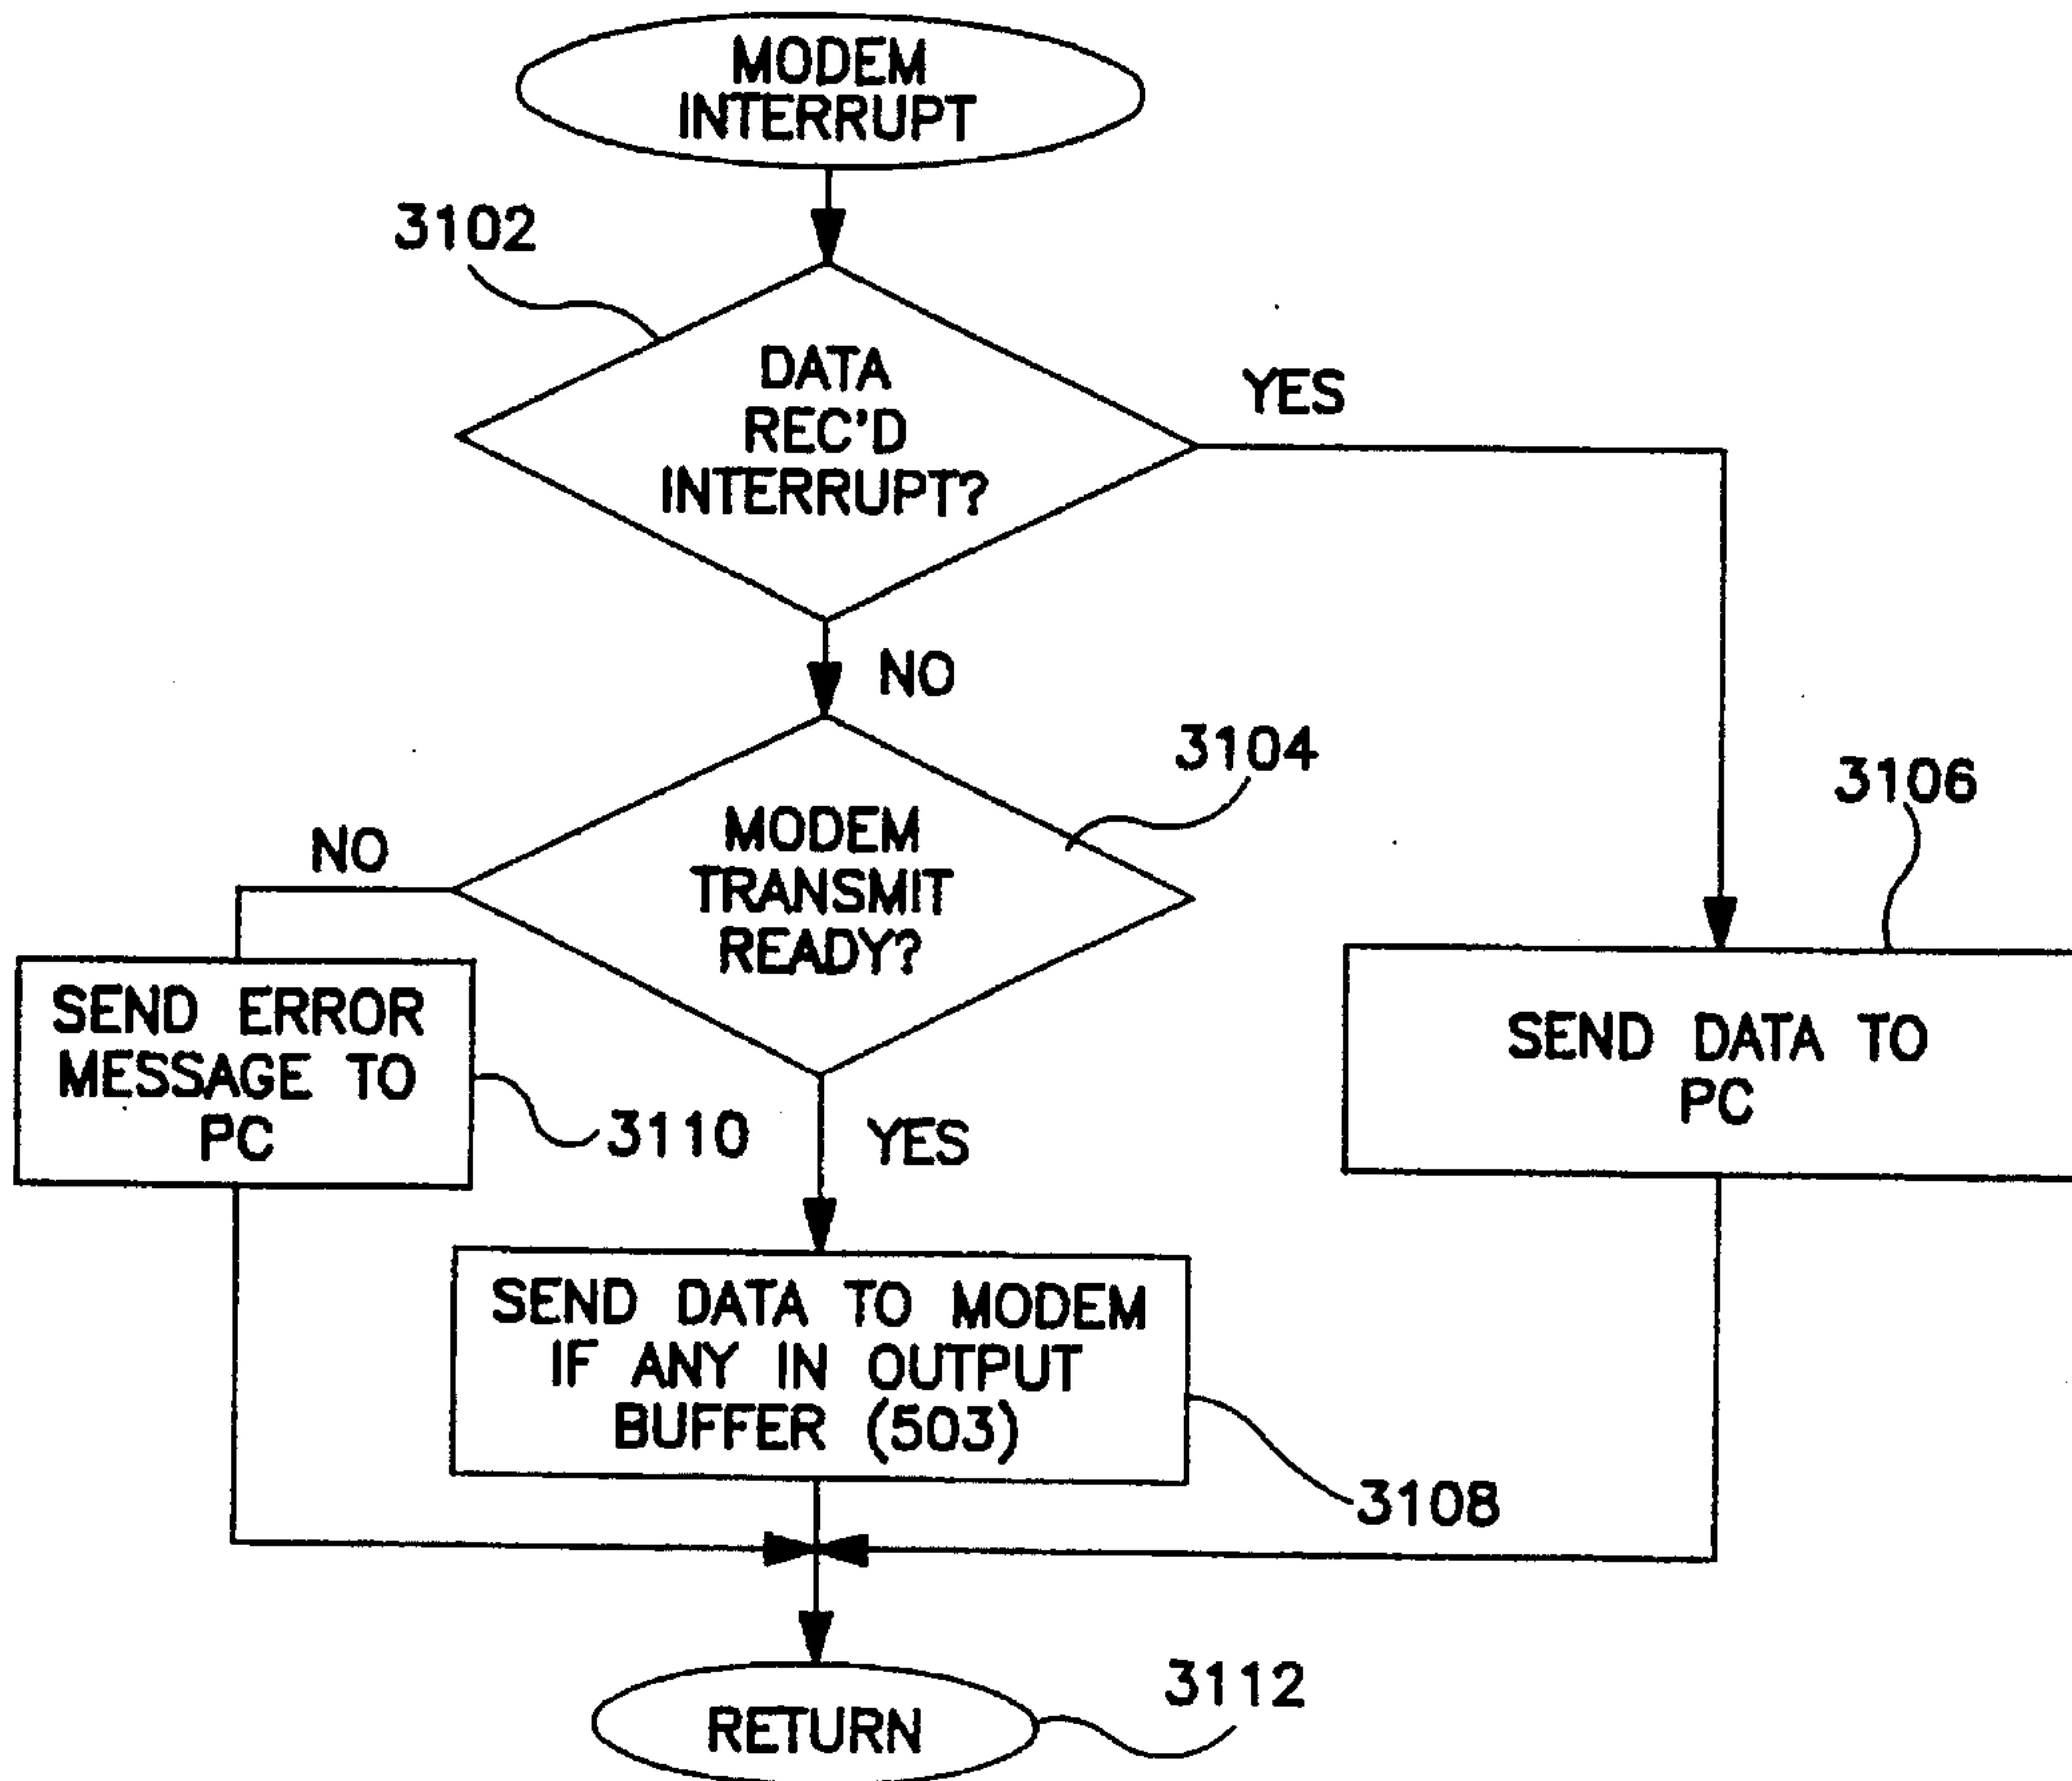 MODEM
INTERRUPT
3102
DATA
REC'D
INTERRUPT?
YES
NO
3104
MODEM
TRANSMIT
READY?
NO
3106
SEND ERROR
MESSAGE TO
PC
3110
YES
SEND DATA TO
PC
SEND DATA TO MODEM
IF ANY IN OUTPUT
BUFFER (503)
3108
RETURN
3112